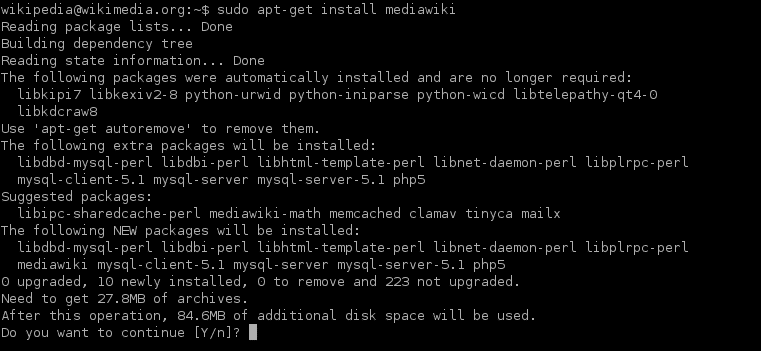 wikipedia@wikimedia.org:~$ sudo apt-get install mediawiki
Reading package lists... Done
Building dependency tree
Reading state information... Done
The following packages were automatically installed and are no longer required:
  libkipi7 libkexiv2-8 python-urwid python-iniparse python-wicd libtelepathy-qt4-0
  libkdcraw8
Use 'apt-get autoremove' to remove them.
The following extra packages will be installed:
  libdbd-mysql-perl libdbi-perl libhtml-template-perl libnet-daemon-perl libplrpc-perl
  mysql-client-5.1 mysql-server mysql-server-5.1 php5
Suggested packages:
  libipc-sharedcache-perl mediawiki-math memcached clamav tinyca mailx
The following NEW packages will be installed:
  libdbd-mysql-perl libdbi-perl libhtml-template-perl libnet-daemon-perl libplrpc-perl
  mediawiki mysql-client-5.1 mysql-server mysql-server-5.1 php5
0 upgraded, 10 newly installed, 0 to remove and 223 not upgraded.
Need to get 27.8MB of archives.
After this operation, 84.6MB of additional disk space will be used.
Do you want to continue [Y/n]?